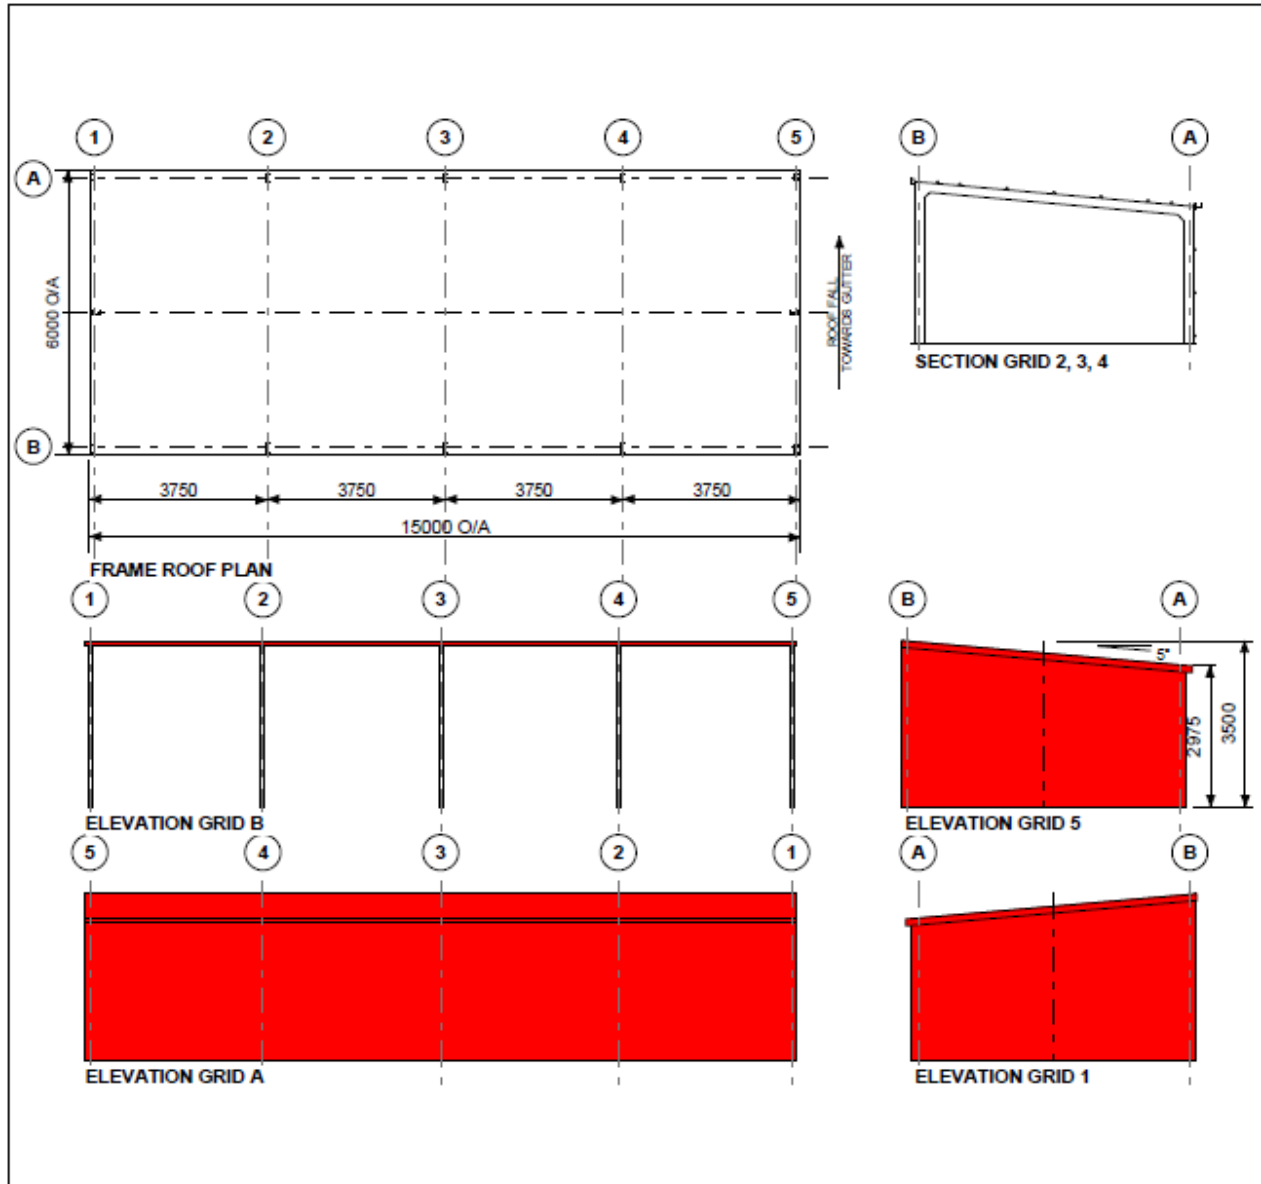 1 2 3 4 5
B A
A
6000 O/A
ROOF FALL
TOWARDS GUTTER
SECTION GRID 2, 3, 4
B
3750 3750 3750 3750
15000 O/A
FRAME ROOF PLAN
1 2 3 4 5
B A
5°
2975
3500
ELEVATION GRID B
ELEVATION GRID 5
5 4 3 2 1
A B
ELEVATION GRID A
ELEVATION GRID 1